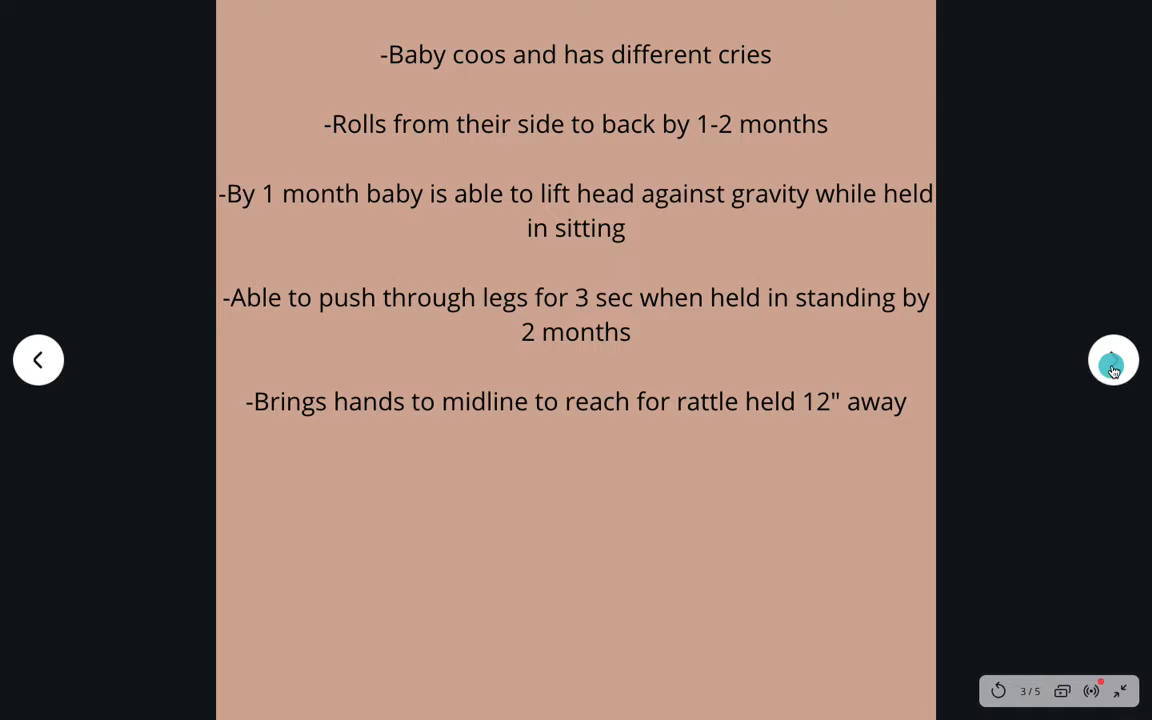 -Baby coos and has different cries
-Rolls from their side to back by 1-2 months
-By 1 month baby is able to lift head against gravity while held
in sitting
-Able to push through legs for 3 sec when held in standing by
2 months
-Brings hands to midline to reach for rattle held 12" away
3 / 5